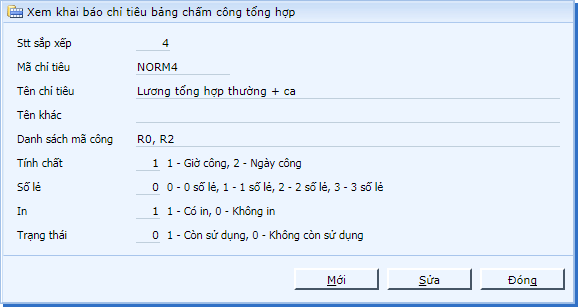 Xem khai báo chỉ tiêu bảng chấm công tổng hợp
Stt sắp xếp 4
Mã chỉ tiêu NORM4
Tên chỉ tiêu Lương tổng hợp thường + ca
Tên khác
Danh sách mã công R0, R2
Tính chất 1 1 - Giờ công, 2 - Ngày công
Số lẻ 0 0 - 0 số lẻ, 1 - 1 số lẻ, 2 - 2 số lẻ, 3 - 3 số lẻ
In 1 1 - Có in, 0 - Không in
Trạng thái 0 1 - Còn sử dụng, 0 - Không còn sử dụng
Mới Sửa Đóng